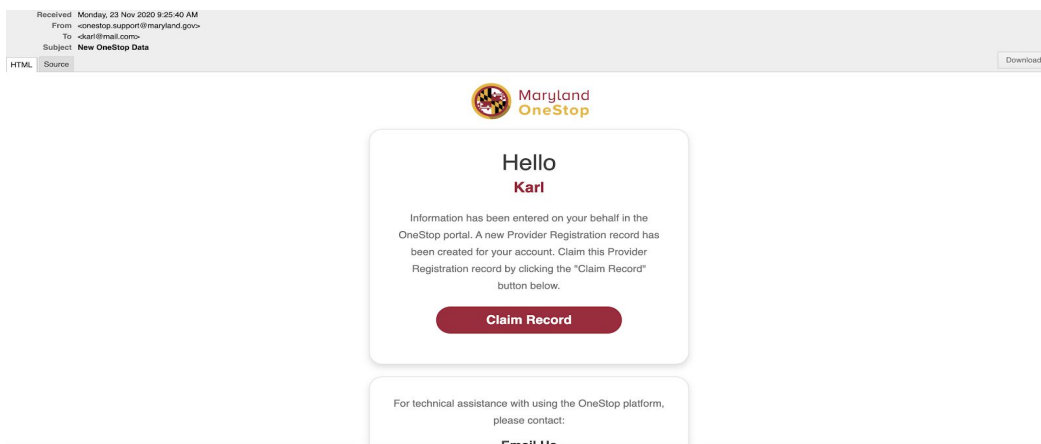 Received Monday, 23 Nov 2020 9:25:40 AM
From <onestop.support@maryland.gov>
To <karl@mail.com>
Subject New OneStop Data
HTML Source
Download
Maryland
OneStop
Hello
Karl
Information has been entered on your behalf in the
OneStop portal. A new Provider Registration record has
been created for your account. Claim this Provider
Registration record by clicking the "Claim Record"
button below.
Claim Record
For technical assistance with using the OneStop platform,
please contact:
Email Us